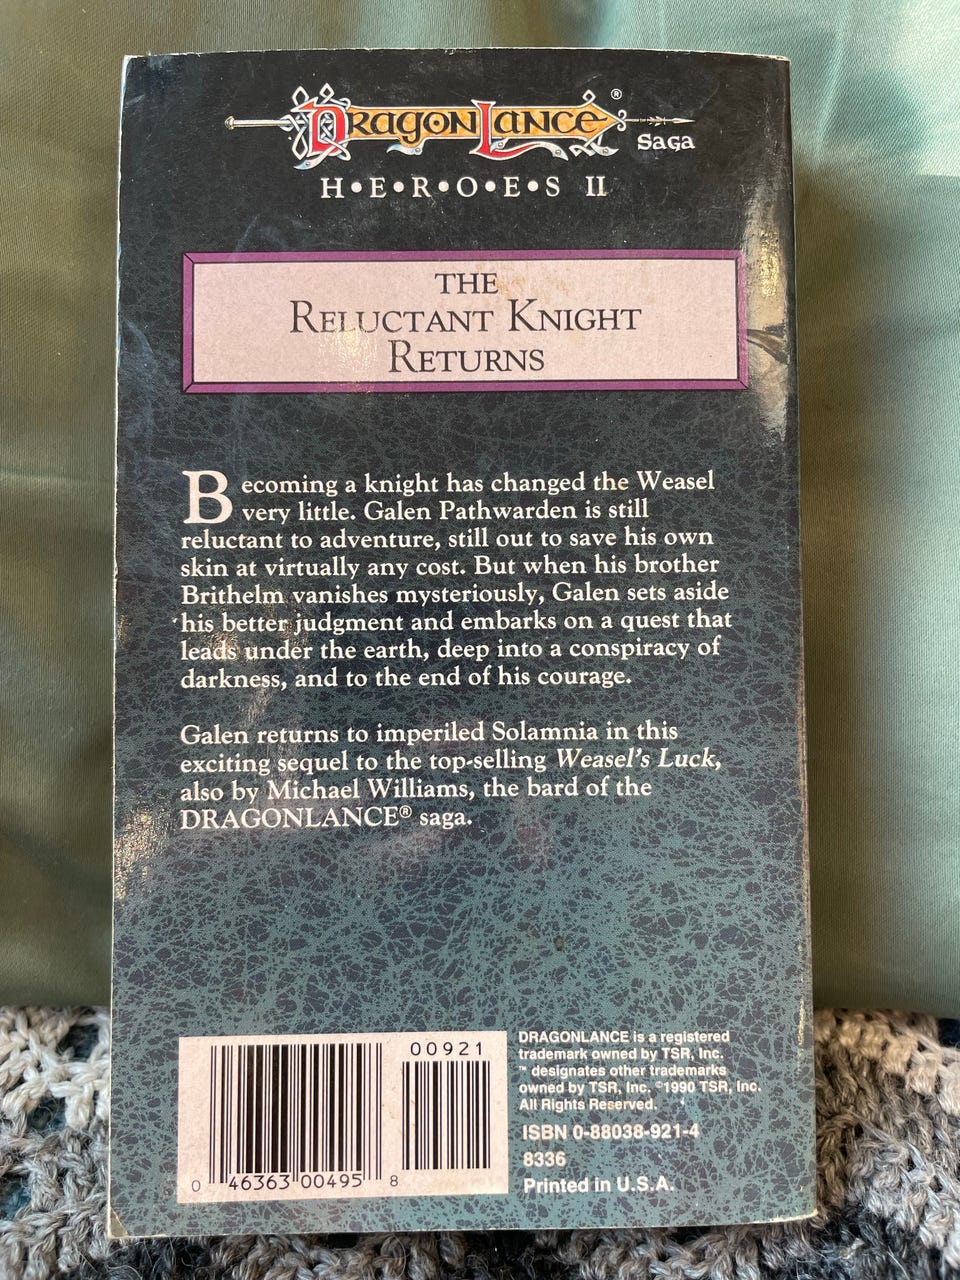 DRAGONLANCE®
SAGA
H•E•R•O•E•S II
THE
RELUCTANT KNIGHT
RETURNS
Becoming a knight has changed the Weasel
very little. Galen Pathwarden is still
reluctant to adventure, still out to save his own
skin at virtually any cost. But when his brother
Brithelm vanishes mysteriously, Galen sets aside
his better judgment and embarks on a quest that
leads under the earth, deep into a conspiracy of
darkness, and to the end of his courage.
Galen returns to imperiled Solamnia in this
exciting sequel to the top-selling Weasel's Luck,
also by Michael Williams, the bard of the
DRAGONLANCE® saga.
00921
0 46363 00495 8
DRAGONLANCE is a registered
trademark owned by TSR, Inc.
™ designates other trademarks
owned by TSR, Inc. ©1990 TSR, Inc.
All Rights Reserved.
ISBN 0-88038-921-4
8336
Printed in U.S.A.